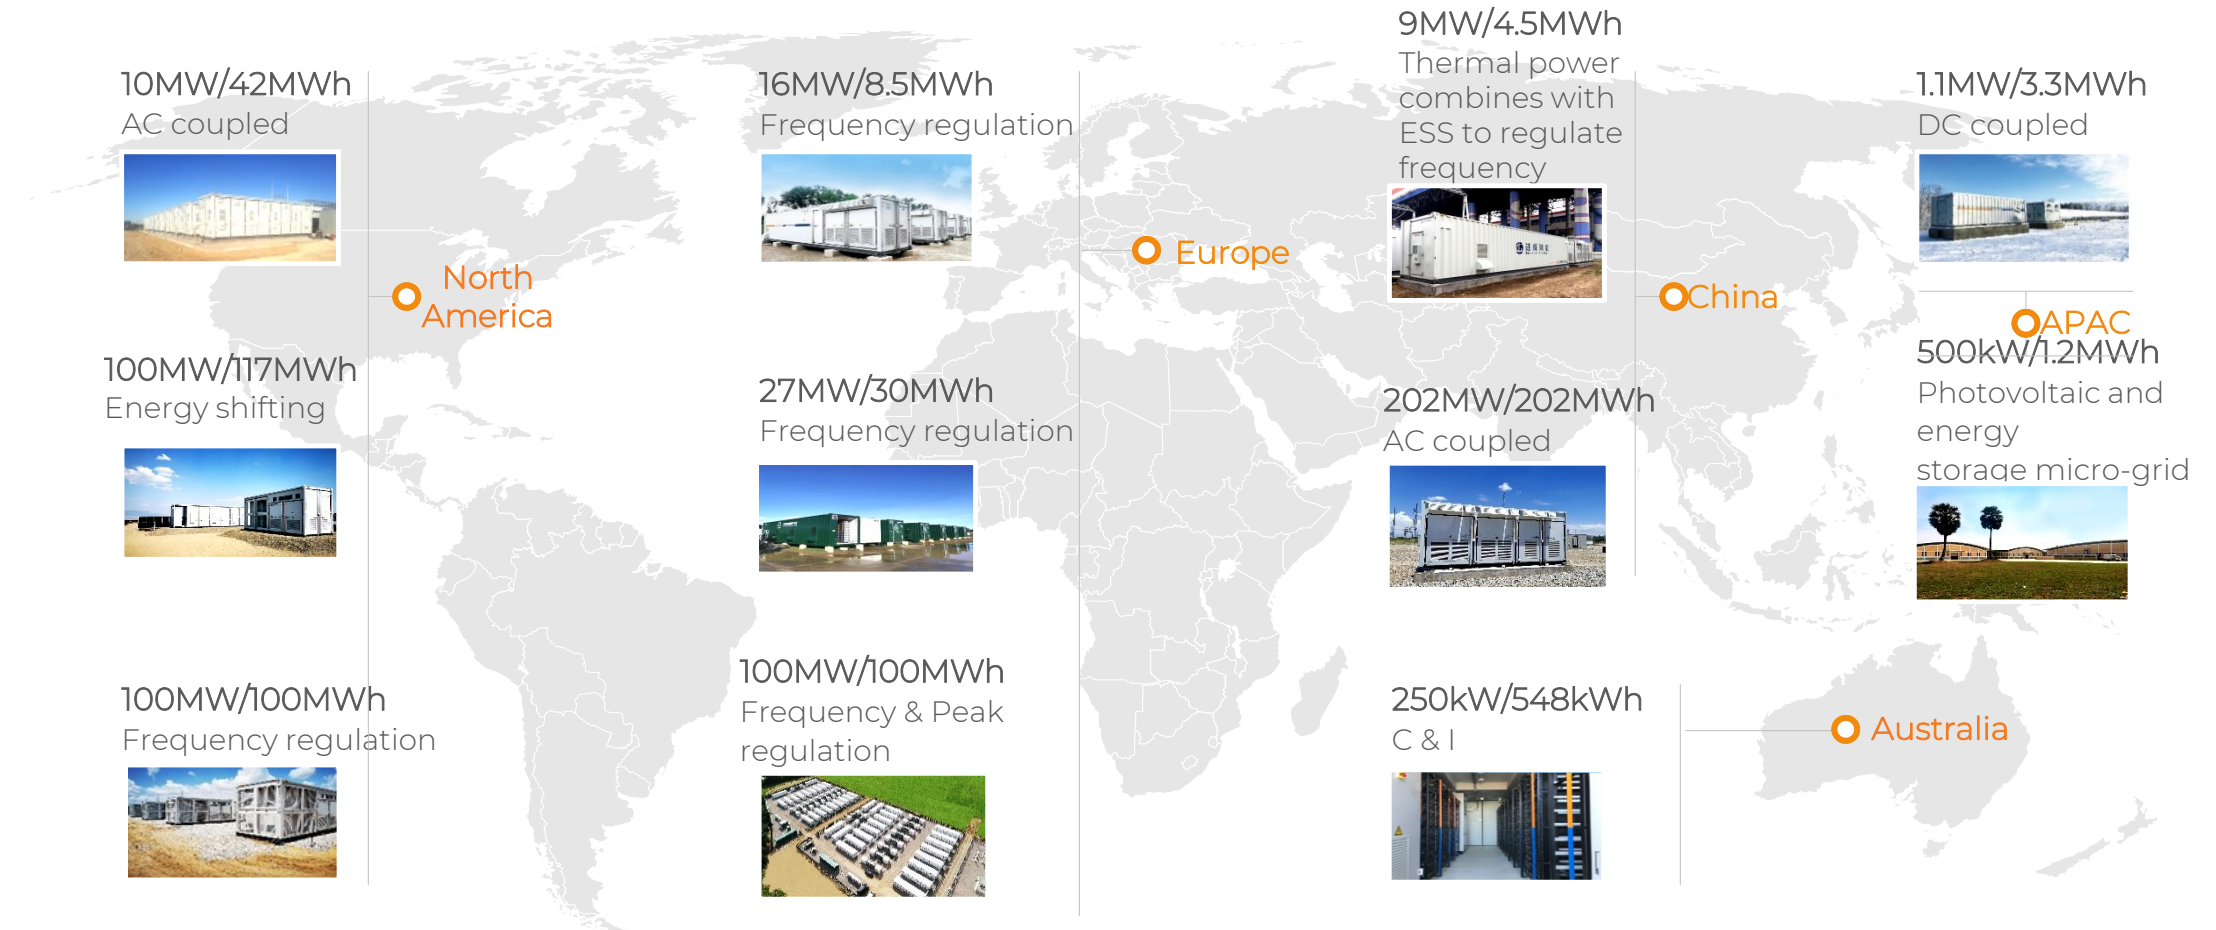 10MW/42MWh
AC coupled
North
America
100MW/117MWh
Energy shifting
100MW/100MWh
Frequency regulation
16MW/8.5MWh
Frequency regulation
Europe
27MW/30MWh
Frequency regulation
100MW/100MWh
Frequency & Peak
regulation
9MW/4.5MWh
Thermal power
combines with
ESS to regulate
frequency
China
202MW/202MWh
AC coupled
250kW/548kWh
C & I
Australia
1.1MW/3.3MWh
DC coupled
APAC
500kW/1.2MWh
Photovoltaic and
energy
storage micro-grid